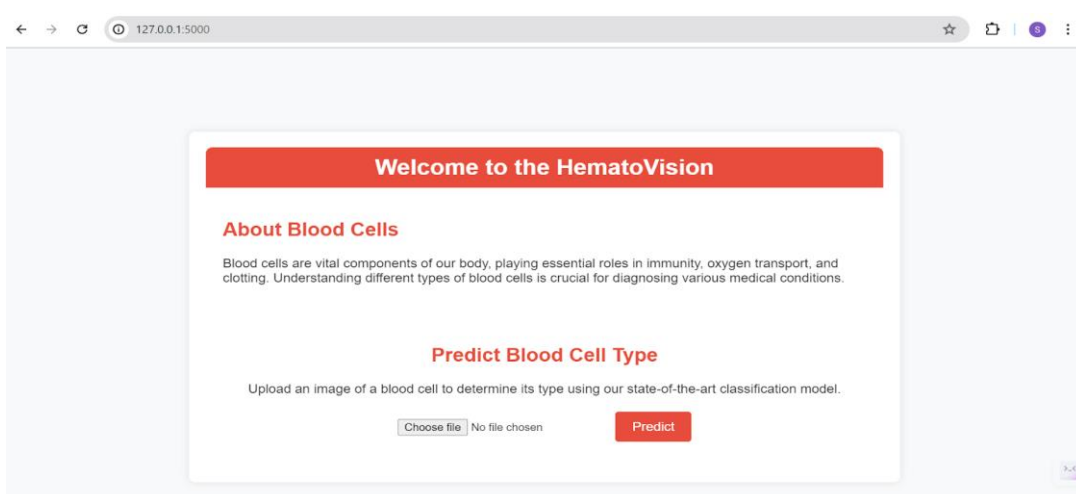 127.0.0.1:5000
S
Welcome to the HematoVision
About Blood Cells
Blood cells are vital components of our body, playing essential roles in immunity, oxygen transport, and
clotting. Understanding different types of blood cells is crucial for diagnosing various medical conditions.
Predict Blood Cell Type
Upload an image of a blood cell to determine its type using our state-of-the-art classification model.
Choose file No file chosen Predict